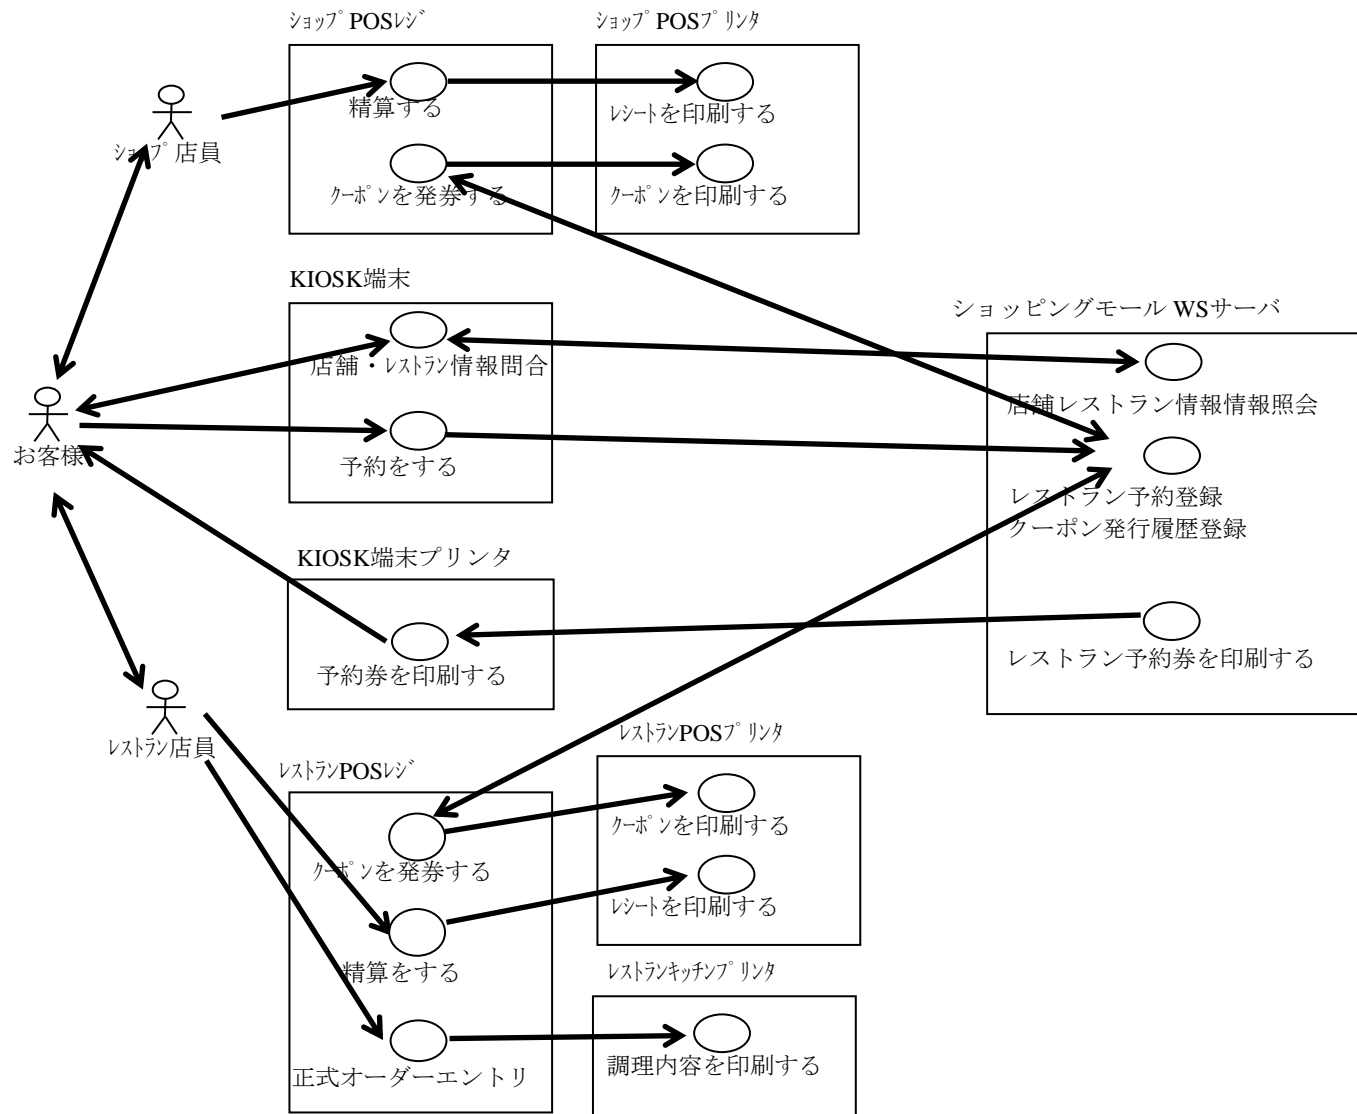 ｼｮｯﾌﾟPOSﾚｼﾞ
ｼｮｯﾌﾟPOSﾌﾟﾘﾝﾀ
精算する
ﾚｼｰﾄを印刷する
ｼｮｯﾌﾟ店員
ｸｰﾎﾟﾝを発券する
ｸｰﾎﾟﾝを印刷する
KIOSK端末
ショッピングモール WSサーバ
店舗・ﾚｽﾄﾗﾝ情報問合
店舗レストラン情報情報照会
お客様
予約をする
レストラン予約登録
クーポン発行履歴登録
KIOSK端末プリンタ
予約券を印刷する
レストラン予約券を印刷する
ﾚｽﾄﾗﾝ店員
ﾚｽﾄﾗﾝPOSﾌﾟﾘﾝﾀ
ﾚｽﾄﾗﾝPOSﾚｼﾞ
ｸｰﾎﾟﾝを印刷する
ｸｰﾎﾟﾝを発券する
ﾚｼｰﾄを印刷する
精算をする
ﾚｽﾄﾗﾝｷｯﾁﾝﾌﾟﾘﾝﾀ
正式オーダーエントリ
調理内容を印刷する